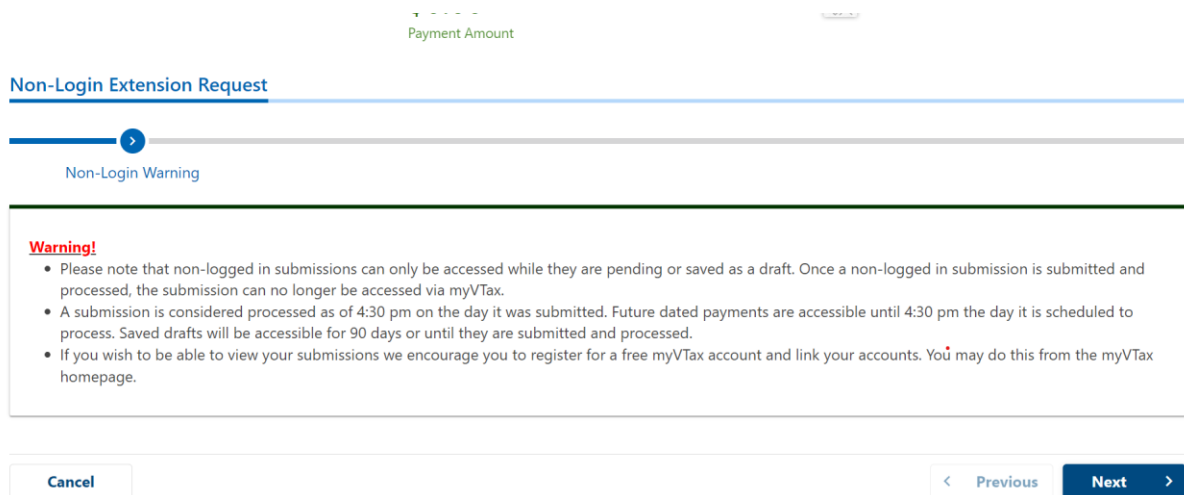 Payment Amount
Non-Login Extension Request
Non-Login Warning
Warning!
• Please note that non-logged in submissions can only be accessed while they are pending or saved as a draft. Once a non-logged in submission is submitted and
processed, the submission can no longer be accessed via myVTax.
• A submission is considered processed as of 4:30 pm on the day it was submitted. Future dated payments are accessible until 4:30 pm the day it is scheduled to
process. Saved drafts will be accessible for 90 days or until they are submitted and processed.
• If you wish to be able to view your submissions we encourage you to register for a free myVTax account and link your accounts. You may do this from the myVTax
homepage.
Cancel
Previous
Next